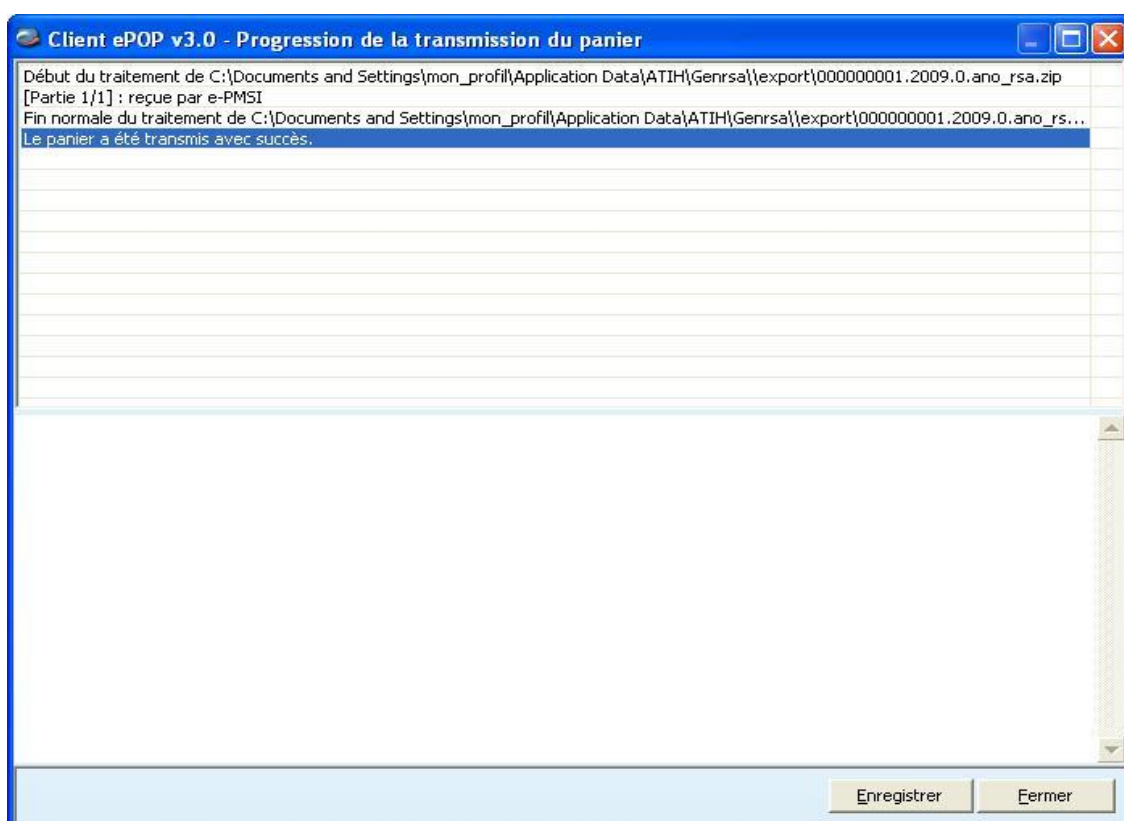 Client ePOP v3.0 - Progression de la transmission du panier
Début du traitement de C:\Documents and Settings\mon_profil\Application Data\ATIH\Genrsa\\export\000000001.2009.0.ano_rsa.zip
[Partie 1/1] : reçue par e-PMSI
Fin normale du traitement de C:\Documents and Settings\mon_profil\Application Data\ATIH\Genrsa\\export\000000001.2009.0.ano_rs...
Le panier a été transmis avec succès.
Enregistrer Fermer